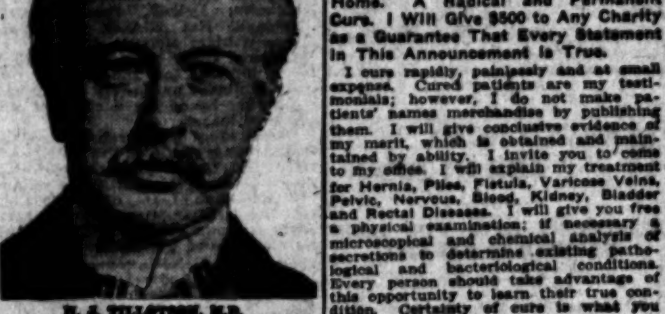 Home. A Radical and Permanent
Cure. I Will Give $500 to Any Charity
as a Guarantee That Every Statement
in This Announcement is True.
I cure rapidly, painlessly and at small
expense. Cured patients are my testi-
monials; however, I do not make pa-
tients' names merchandise by publishing
them. I will give conclusive evidence of
my merit, which is obtained and main-
tained by ability. I invite you to come
to my office. I will explain my treatment
for Hernia, Piles, Fistula, Varicose Veins,
Pelvic, Nervous, Blood, Kidney, Bladder
and Rectal Diseases. I will give you free
a physical examination; if necessary a
microscopical and chemical analysis of
secretions to determine existing patho-
logical and bacteriological conditions.
Every person should take advantage of
this opportunity to learn their true con-
dition. Certainty of cure is what you
TILLOTSON, M.D.